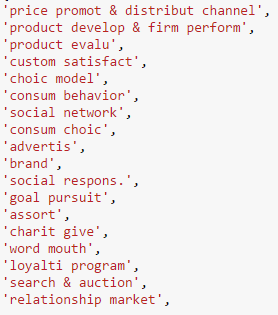 'price promot & distribut channel',
'product develop & firm perform',
'product evalu',
'custom satisfact',
'choic model',
'consum behavior',
'social network',
'consum choic',
'advertis',
'brand',
'social respons.',
'goal pursuit',
'assort',
'charit give',
'word mouth',
'loyalti program',
'search & auction',
'relationship market',